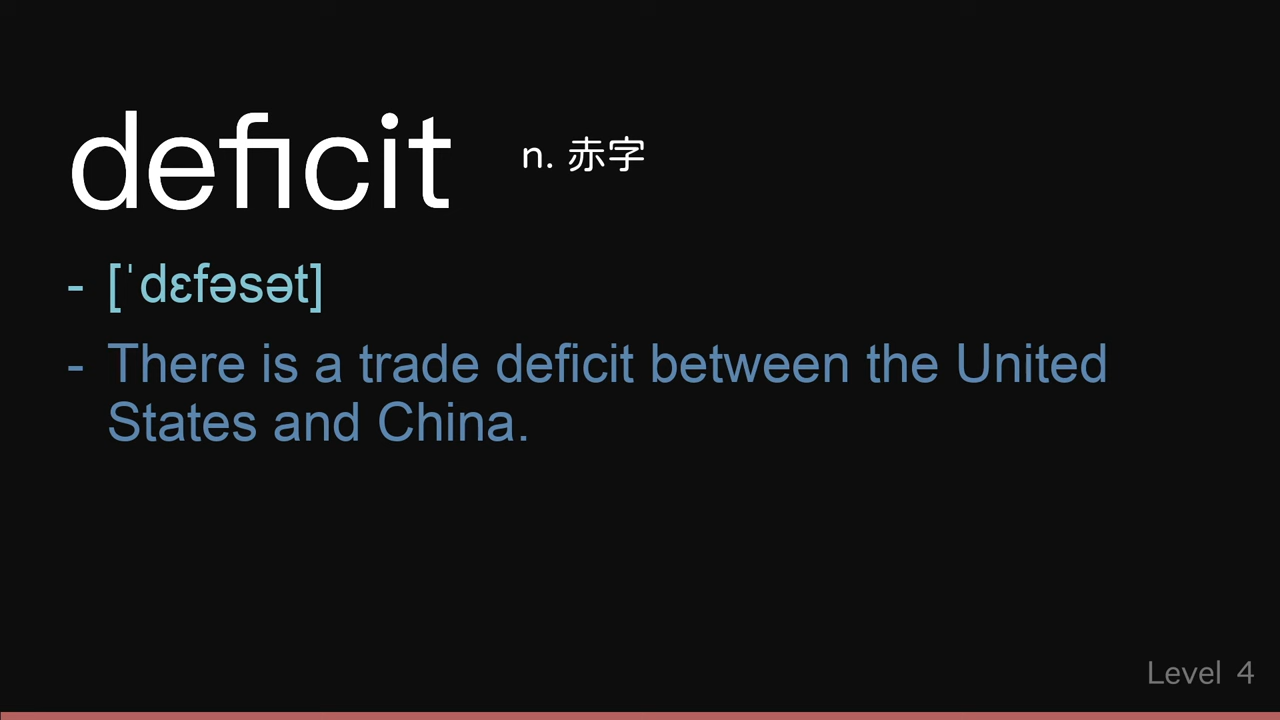 deficit n. 赤字
- [ˈdɛfəsət]
- There is a trade deficit between the United
States and China.
Level 4